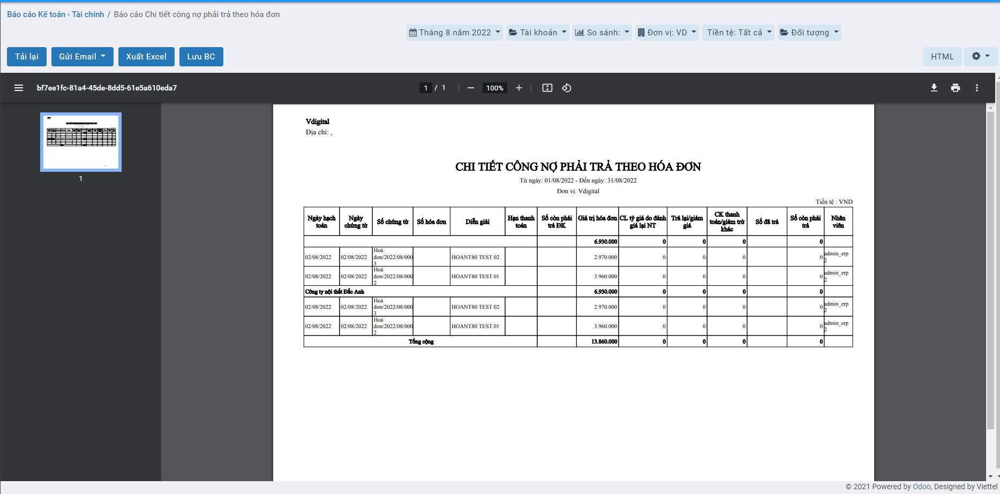 Báo cáo Kế toán - Tài chính / Báo cáo Chi tiết công nợ phải trả theo hóa đơn
Tháng 8 năm 2022 Tài khoản So sánh: Đơn vị: VD Tiền tệ: Tất cả Đối tượng
Tải lại Gửi Email Xuất Excel Lưu BC HTML
bf7ee1fc-81a4-45de-8dd5-61e5a610eda7 1 / 1 100%
1
Vdigital
Địa chỉ: ,
CHI TIẾT CÔNG NỢ PHẢI TRẢ THEO HÓA ĐƠN
Từ ngày: 01/08/2022 - Đến ngày: 31/08/2022
Đơn vị: Vdigital
Tiền tệ : VND
Ngày hạch toán Ngày chứng từ Số chứng từ Số hóa đơn Diễn giải Hạn thanh toán Số còn phải trả ĐK Giá trị hóa đơn CL tỷ giá do đánh giá lại NT Trả lại/giảm giá CK thanh toán/giảm trừ khác Số đã trả Số còn phải trả Nhân viên
6.930.000 0 0 0 0
02/08/2022 02/08/2022 Hoá đơn/2022/08/0003 HOANT80 TEST 02 2.970.000 0 0 0 0 admin_erp2
02/08/2022 02/08/2022 Hoá đơn/2022/08/0002 HOANT80 TEST 01 3.960.000 0 0 0 0 admin_erp2
Công ty nội thất Đắc Anh 6.930.000 0 0 0 0
02/08/2022 02/08/2022 Hoá đơn/2022/08/0003 HOANT80 TEST 02 2.970.000 0 0 0 0 admin_erp2
02/08/2022 02/08/2022 Hoá đơn/2022/08/0002 HOANT80 TEST 01 3.960.000 0 0 0 0 admin_erp2
Tổng cộng 13.860.000 0 0 0 0
© 2021 Powered by Odoo, Designed by Viettel